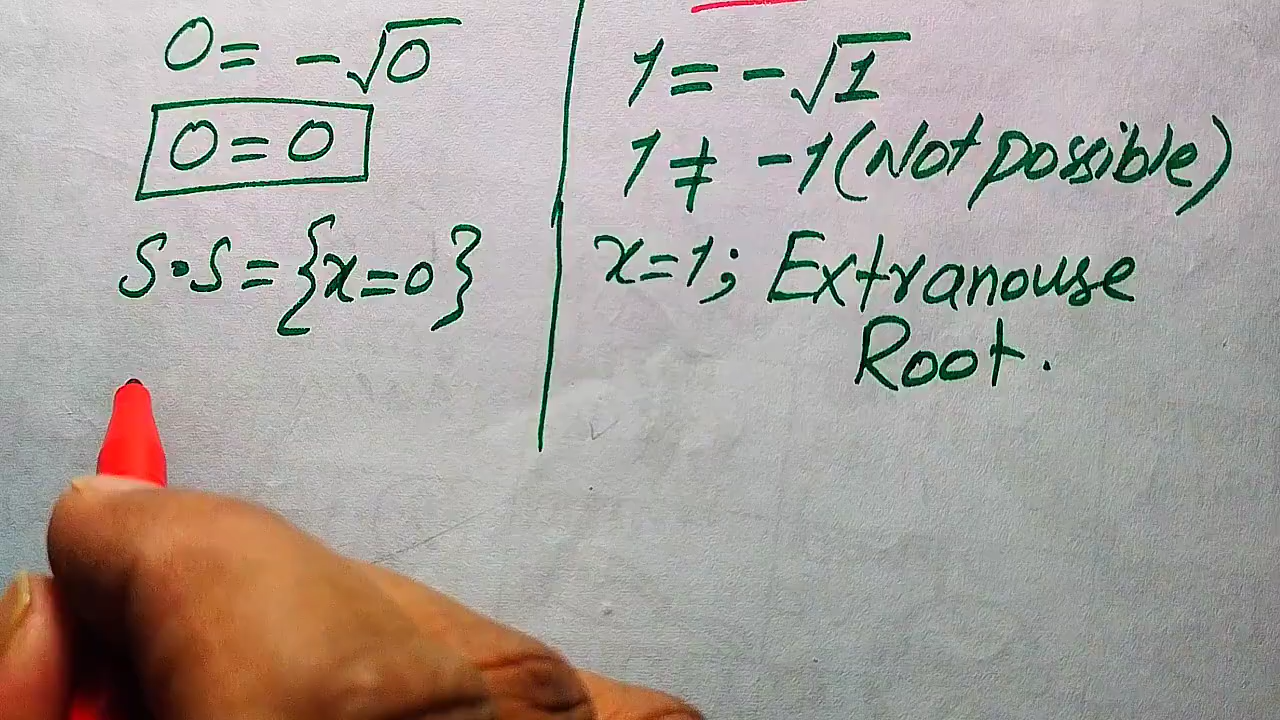 0 = -√0
0 = 0
S.S = {x=0}
1 = -√1
1 ≠ -1 (Not possible)
x=1; Extranouse
Root.